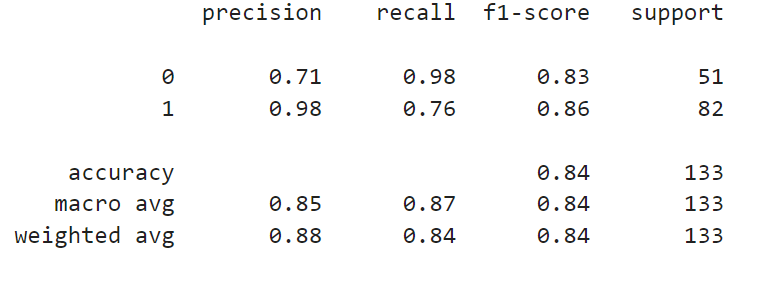 precision recall f1-score support
0 0.71 0.98 0.83 51
1 0.98 0.76 0.86 82
accuracy 0.84 133
macro avg 0.85 0.87 0.84 133
weighted avg 0.88 0.84 0.84 133